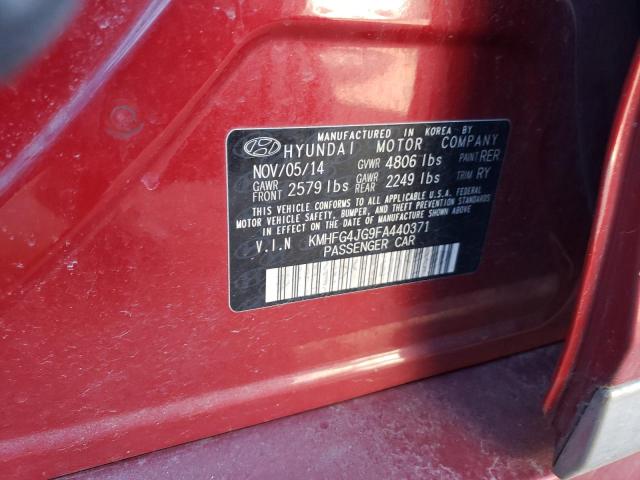 MANUFACTURED IN KOREA BY
HYUNDAI MOTOR COMPANY
NOV/05/14 GVWR 4806 lbs PAINT RER
GAWR FRONT 2579 lbs GAWR REAR 2249 lbs TRIM RY
THIS VEHICLE CONFORMS TO ALL APPLICABLE U.S.A. FEDERAL
MOTOR VEHICLE SAFETY, BUMPER, AND THEFT PREVENTION STANDARDS
IN EFFECT ON THE DATE OF MANUFACTURE SHOWN ABOVE.
V.I.N KMHFG4JG9FA440371
PASSENGER CAR